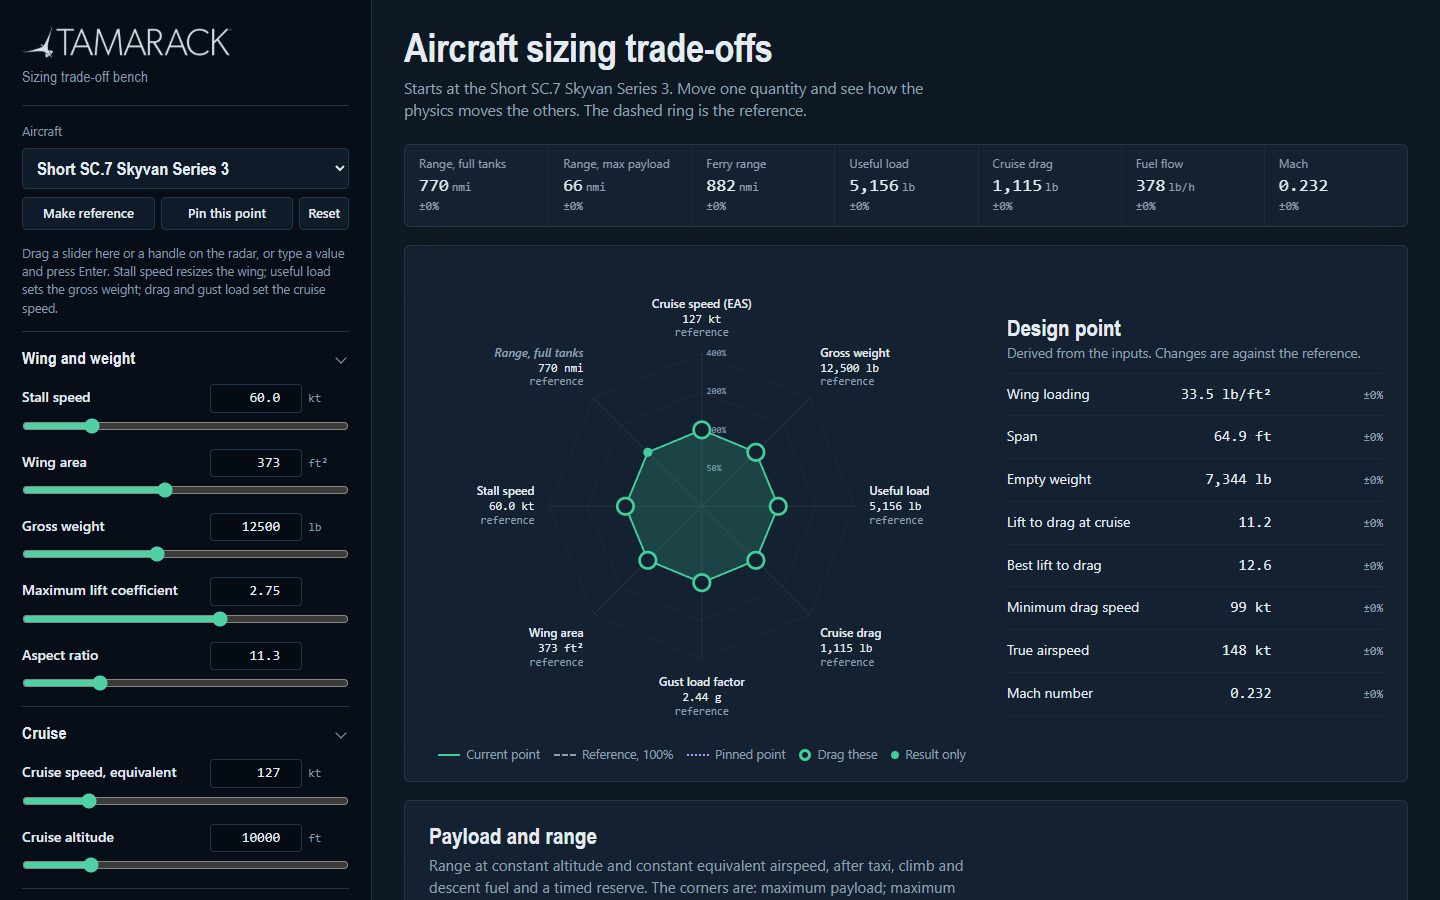 TAMARACK
Sizing trade-off bench
Aircraft
Short SC.7 Skyvan Series 3
Make reference
Pin this point
Reset
Drag a slider here or a handle on the radar, or type a value
and press Enter. Stall speed resizes the wing; useful load
sets the gross weight; drag and gust load set the cruise
speed.
Wing and weight
Stall speed 60.0 kt
Wing area 373 ft²
Gross weight 12500 lb
Maximum lift coefficient 2.75
Aspect ratio 11.3
Cruise
Cruise speed, equivalent 127 kt
Cruise altitude 10000 ft
Aircraft sizing trade-offs
Starts at the Short SC.7 Skyvan Series 3. Move one quantity and see how the
physics moves the others. The dashed ring is the reference.
Range, full tanks
770 nmi
±0%
Range, max payload
66 nmi
±0%
Ferry range
882 nmi
±0%
Useful load
5,156 lb
±0%
Cruise drag
1,115 lb
±0%
Fuel flow
378 lb/h
±0%
Mach
0.232
±0%
Cruise speed (EAS)
127 kt
reference
Range, full tanks
770 nmi
reference
Gross weight
12,500 lb
reference
400%
200%
50%
Stall speed
60.0 kt
reference
Useful load
5,156 lb
reference
Wing area
373 ft²
reference
Cruise drag
1,115 lb
reference
Gust load factor
2.44 g
reference
Current point
Reference, 100%
Pinned point
Drag these
Result only
Design point
Derived from the inputs. Changes are against the reference.
Wing loading 33.5 lb/ft² ±0%
Span 64.9 ft ±0%
Empty weight 7,344 lb ±0%
Lift to drag at cruise 11.2 ±0%
Best lift to drag 12.6 ±0%
Minimum drag speed 99 kt ±0%
True airspeed 148 kt ±0%
Mach number 0.232 ±0%
Payload and range
Range at constant altitude and constant equivalent airspeed, after taxi, climb and
descent fuel and a timed reserve. The corners are: maximum payload; maximum